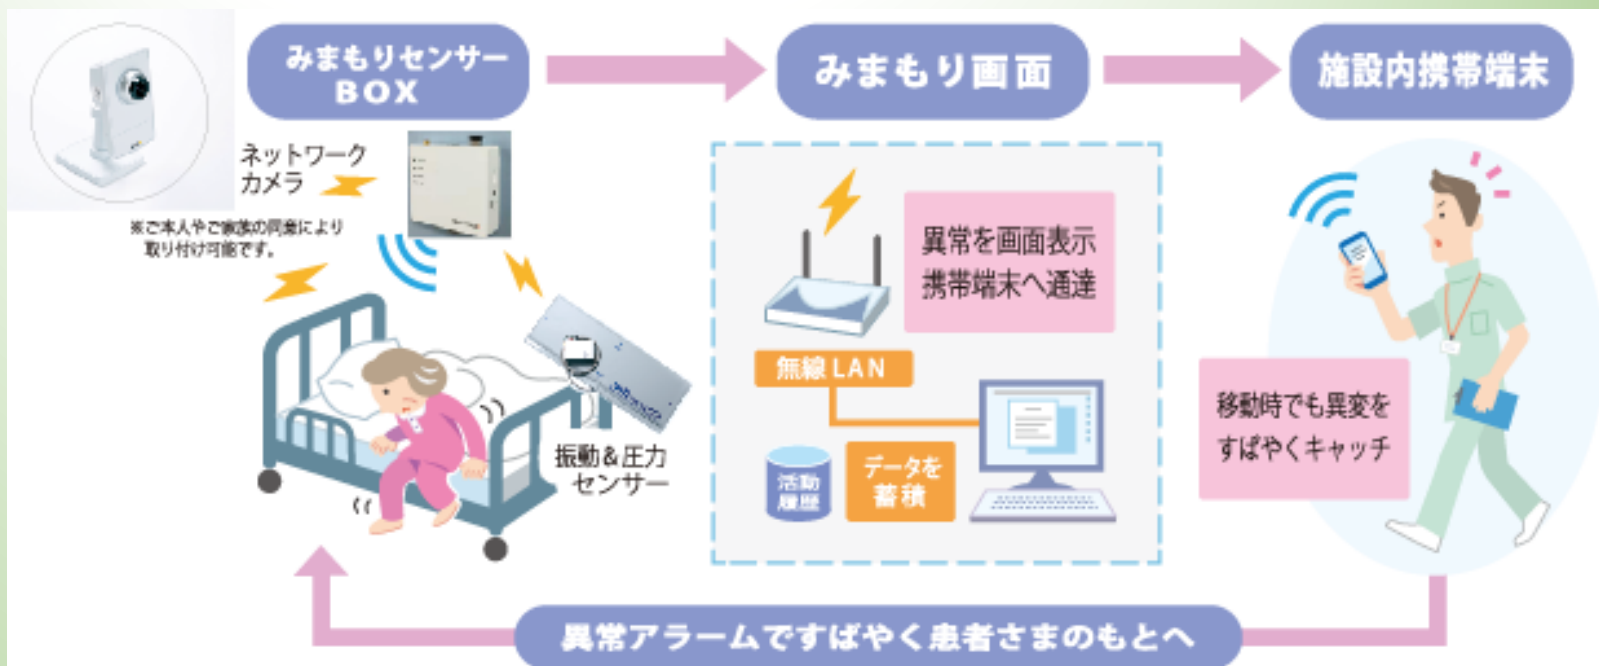 みまもりセンサー
BOX
みまもり画面
施設内携帯端末
ネットワーク
カメラ
※ご本人やご家族の同意により
取り付け可能です。
振動&圧力
センサー
異常を画面表示
携帯端末へ通達
無線LAN
活動
履歴
データを
蓄積
移動時でも異変を
すばやくキャッチ
異常アラームですばやく患者さまのもとへ